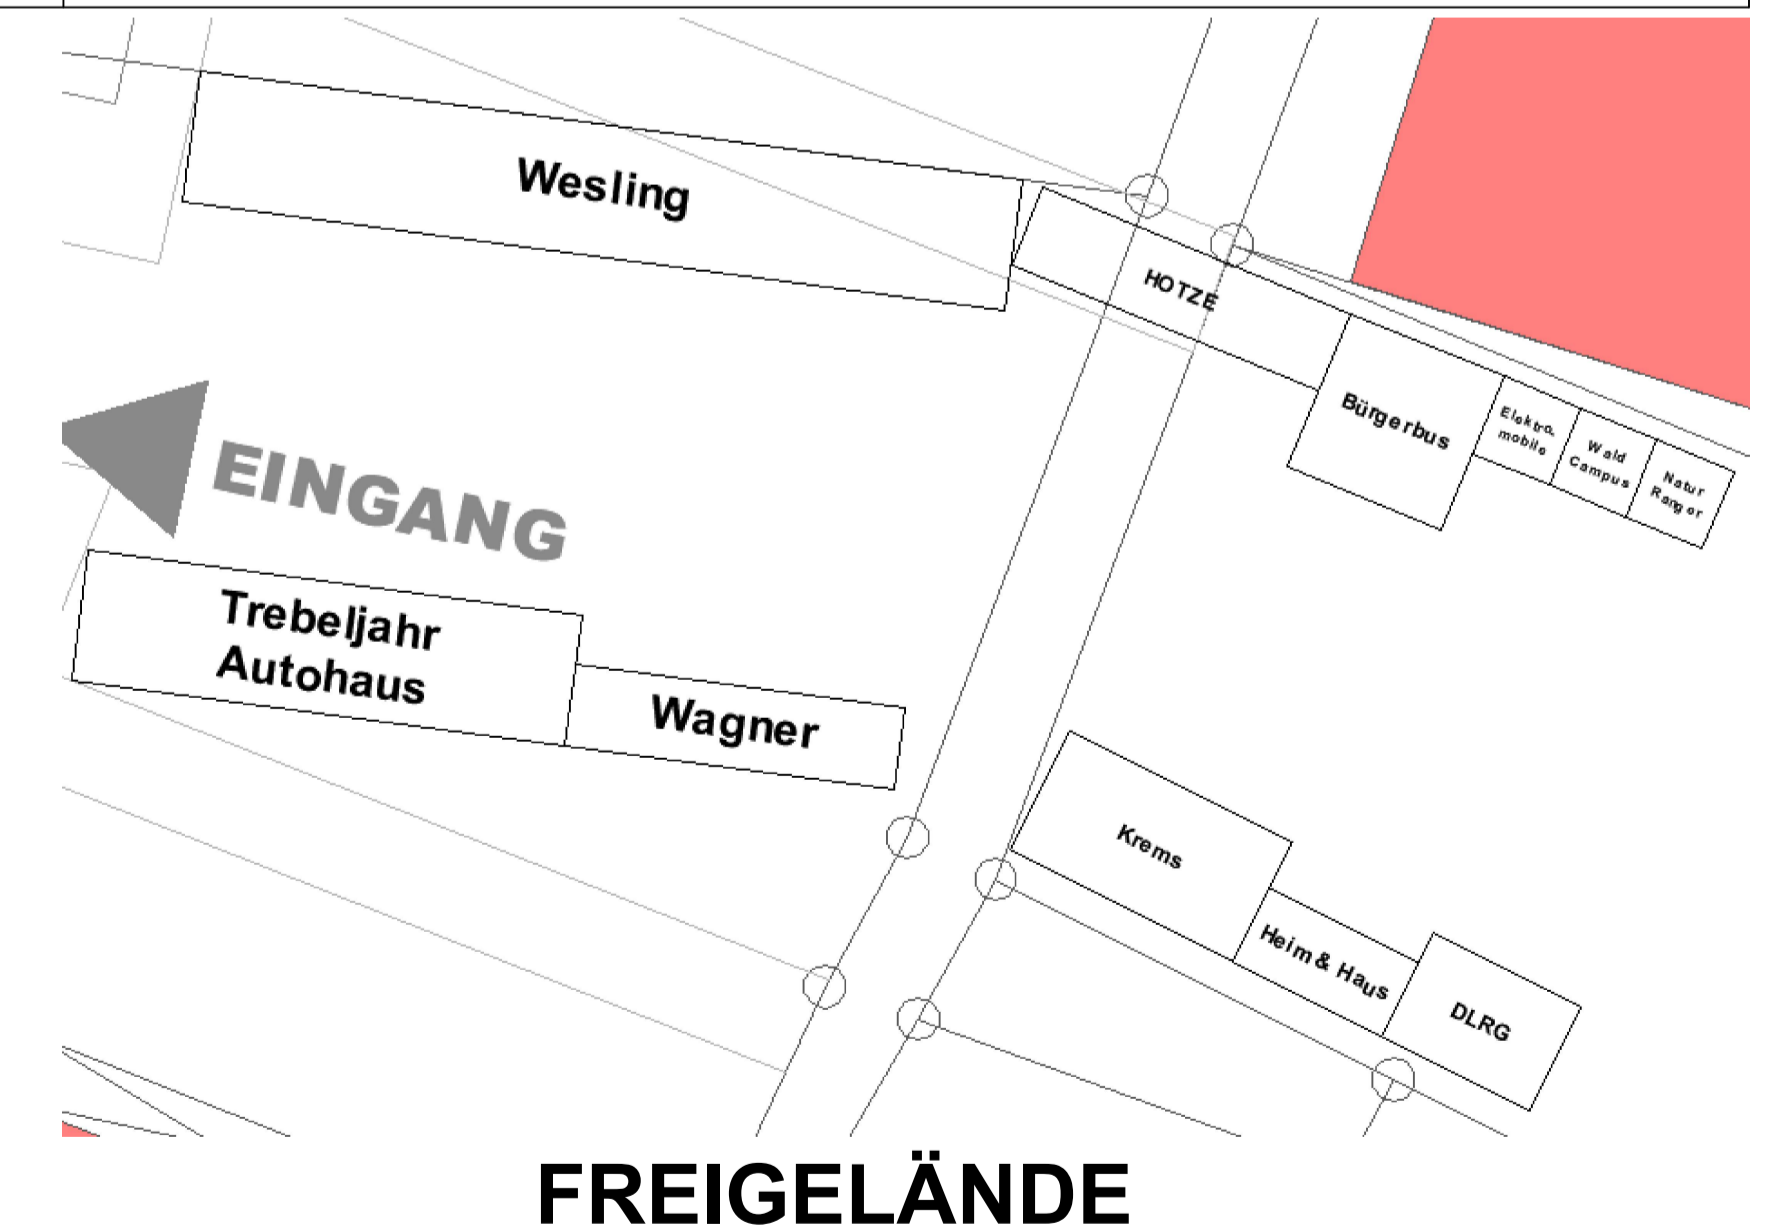 Wesling
HOTZE
Bürgerbus
Elektro.
mobile
Wald
Campus
Natur
Ranger
EINGANG
Trebeljahr
Autohaus
Wagner
Krems
Heim & Haus
DLRG
FREIGELÄNDE